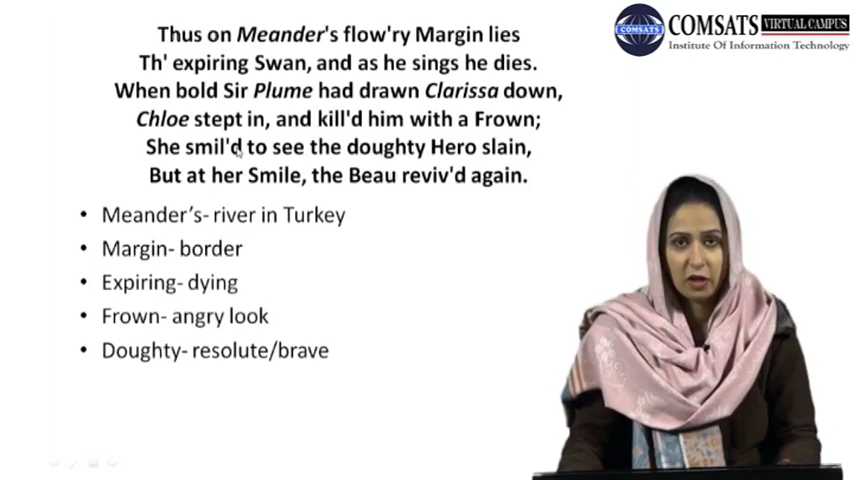 Thus on Meander's flow'ry Margin lies
Th' expiring Swan, and as he sings he dies.
When bold Sir Plume had drawn Clarissa down,
Chloe stept in, and kill'd him with a Frown;
She smil'd to see the doughty Hero slain,
But at her Smile, the Beau reviv'd again.
• Meander's- river in Turkey
• Margin- border
• Expiring- dying
• Frown- angry look
• Doughty- resolute/brave
COMSATS
COMSATS VIRTUAL CAMPUS
Institute Of Information Technology